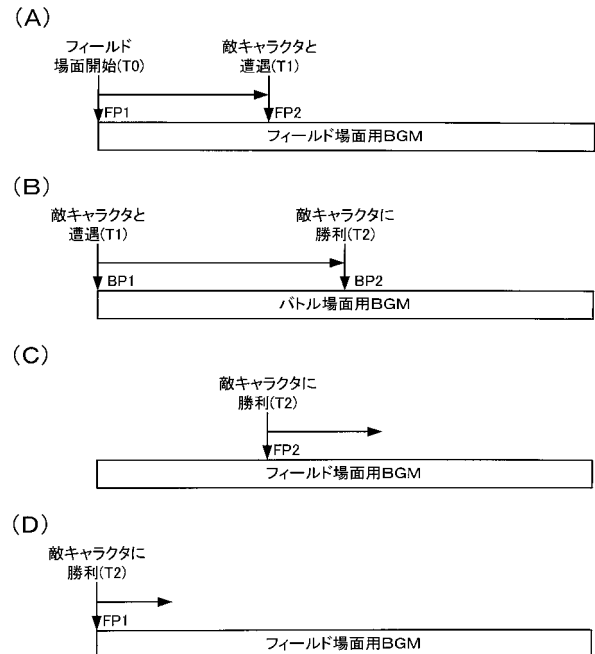 (A)
フィールド
場面開始(T0)
敵キャラクタと
遭遇(T1)
FP1
FP2
フィールド場面用BGM
(B)
敵キャラクタと
遭遇(T1)
敵キャラクタに
勝利(T2)
BP1
BP2
バトル場面用BGM
(C)
敵キャラクタに
勝利(T2)
FP2
フィールド場面用BGM
(D)
敵キャラクタに
勝利(T2)
FP1
フィールド場面用BGM